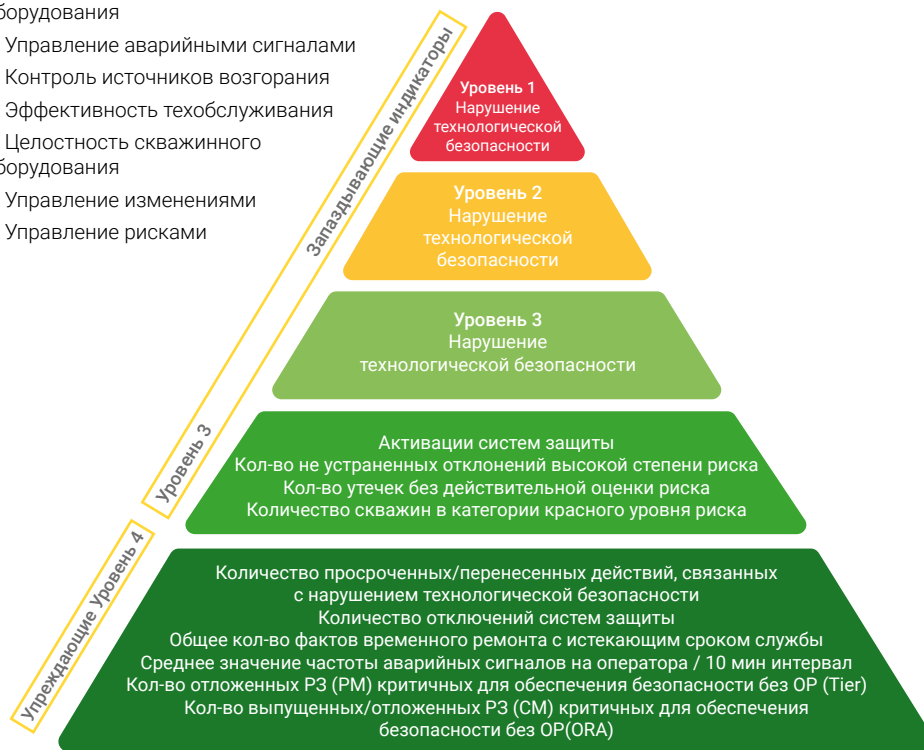 борудования
Управление аварийными сигналами
Контроль источников возгорания
Эффективность техобслуживания
Целостность скважинного
борудования
Управление изменениями
Управление рисками
Запаздывающие индикаторы
Уровень 3
Упреждающие Уровень 4
Уровень 1
Нарушение
технологической
безопасности
Уровень 2
Нарушение
технологической
безопасности
Уровень 3
Нарушение
технологической безопасности
Активации систем защиты
Кол-во не устраненных отклонений высокой степени риска
Кол-во утечек без действительной оценки риска
Количество скважин в категории красного уровня риска
Количество просроченных/перенесенных действий, связанных
с нарушением технологической безопасности
Количество отключений систем защиты
Общее кол-во фактов временного ремонта с истекающим сроком службы
Среднее значение частоты аварийных сигналов на оператора / 10 мин интервал
Кол-во отложенных РЗ (PM) критичных для обеспечения безопасности без ОР (Tier)
Кол-во выпущенных/отложенных РЗ (СМ) критичных для обеспечения
безопасности без ОР(ORA)